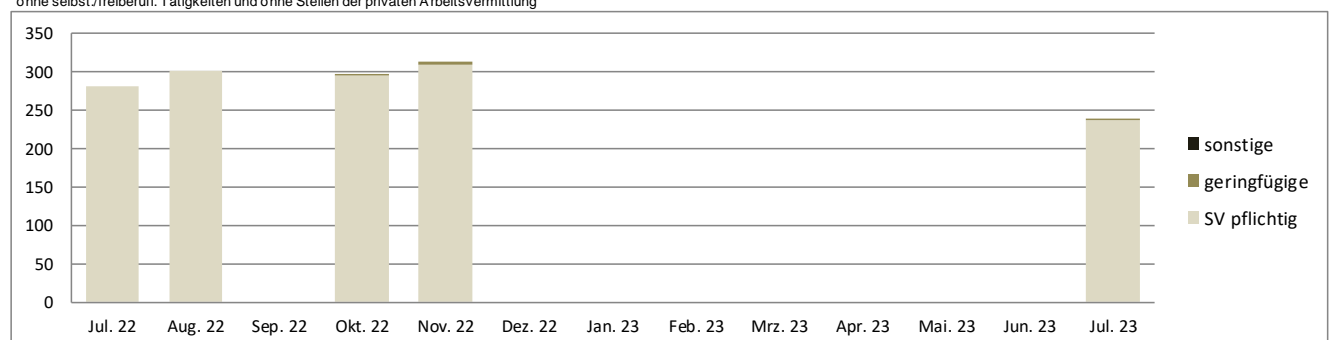 ohne selbst./freiberufl. Tätigkeiten und ohne Stellen der privaten Arbeitsvermittlung
350
300
250
200
150
100
50
0
Jul. 22 Aug. 22 Sep. 22 Okt. 22 Nov. 22 Dez. 22 Jan. 23 Feb. 23 Mrz. 23 Apr. 23 Mai. 23 Jun. 23 Jul. 23
sonstige
geringfügige
SV pflichtig